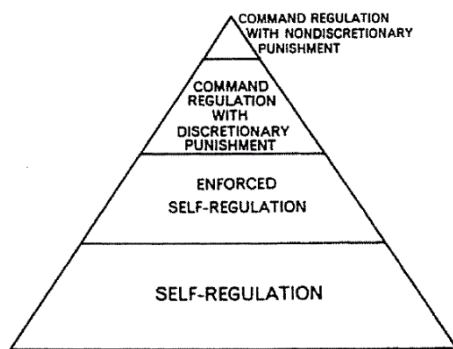 COMMAND REGULATION
WITH NONDISCRETIONARY
PUNISHMENT
COMMAND
REGULATION
WITH
DISCRETIONARY
PUNISHMENT
ENFORCED
SELF-REGULATION
SELF-REGULATION